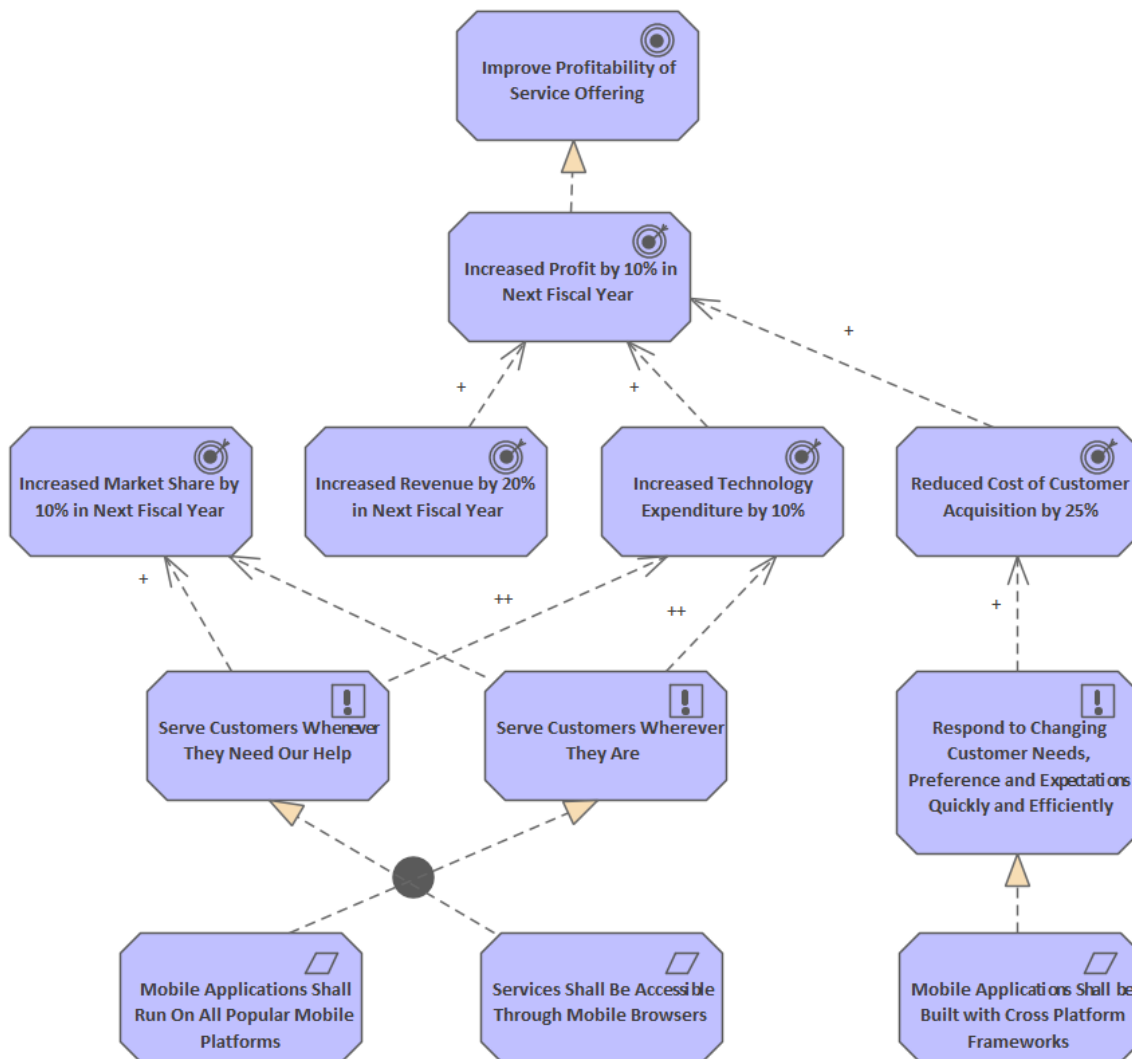 Improve Profitability of
Service Offering
Increased Profit by 10% in
Next Fiscal Year
+
+
+
Increased Market Share by
10% in Next Fiscal Year
Increased Revenue by 20%
in Next Fiscal Year
Increased Technology
Expenditure by 10%
Reduced Cost of Customer
Acquisition by 25%
+
++
++
+
Serve Customers Whenever
They Need Our Help
Serve Customers Wherever
They Are
Respond to Changing
Customer Needs,
Preference and Expectations
Quickly and Efficiently
Mobile Applications Shall
Run On All Popular Mobile
Platforms
Services Shall Be Accessible
Through Mobile Browsers
Mobile Applications Shall be
Built with Cross Platform
Frameworks